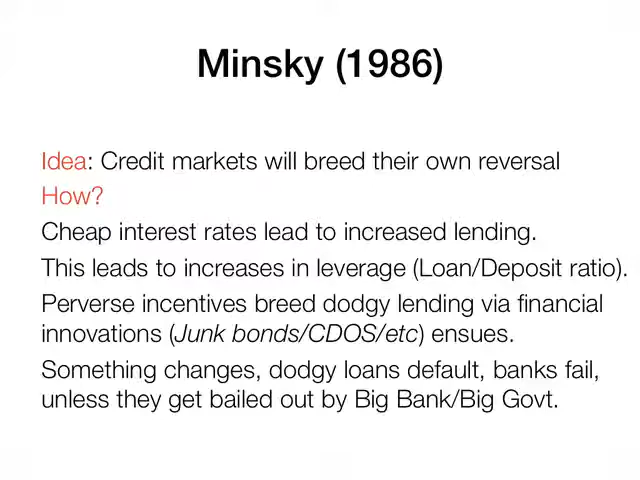 Minsky (1986)
Idea: Credit markets will breed their own reversal
How?
Cheap interest rates lead to increased lending.
This leads to increases in leverage (Loan/Deposit ratio).
Perverse incentives breed dodgy lending via financial
innovations (Junk bonds/CDOS/etc) ensues.
Something changes, dodgy loans default, banks fail,
unless they get bailed out by Big Bank/Big Govt.